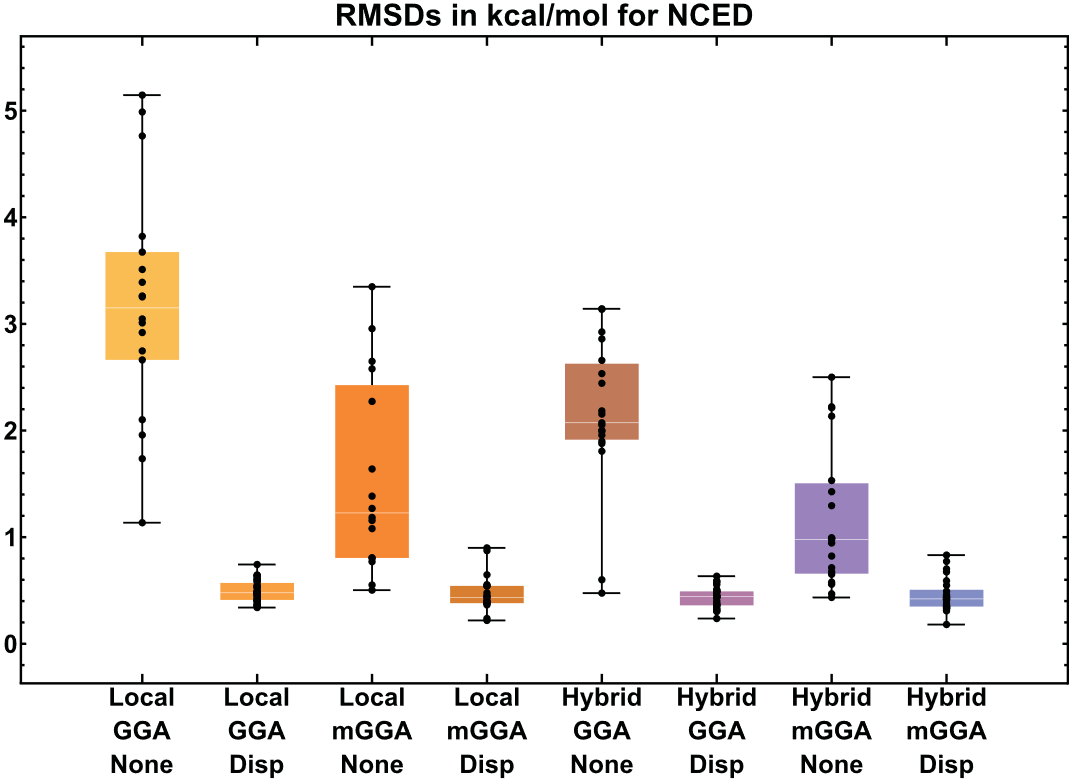 RMSDs in kcal/mol for NCED
5
4
3
2
1
0
Local Local Local Local Hybrid Hybrid Hybrid Hybrid
GGA GGA mGGA mGGA GGA GGA mGGA mGGA
None Disp None Disp None Disp None Disp